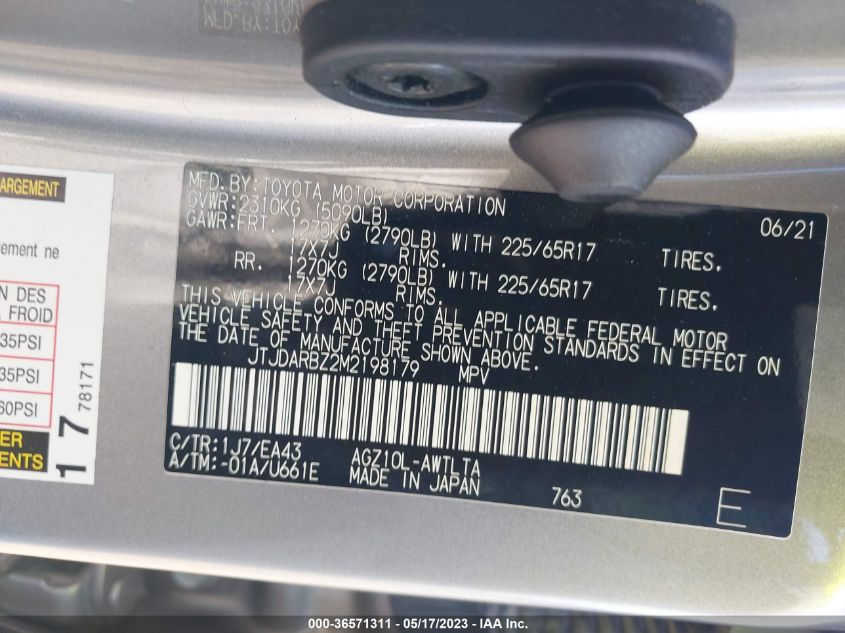 ARGEMENT
gement ne
N DES
FROID
35PSI
35PSI
60PSI
ER
ENTS
17
78171
MFD. BY: TOYOTA MOTOR CORPORATION 06/21
GVWR: 2310KG (5090LB)
GAWR: FRT. 1270KG (2790LB) WITH 225/65R17 TIRES.
17X7J RIMS.
RR. 1270KG (2790LB) WITH 225/65R17 TIRES.
17X7J RIMS.
THIS VEHICLE CONFORMS TO ALL APPLICABLE FEDERAL MOTOR
VEHICLE SAFETY AND THEFT PREVENTION STANDARDS IN EFFECT ON
THE DATE OF MANUFACTURE SHOWN ABOVE.
JTJDARBZ2M2198179 MPV
C/TR: 1J7/EA43 AGZ10L-AWTLTA
A/TM: -01A/U661E MADE IN JAPAN 763 E
000-36571311 — 05/17/2023 — IAA Inc.